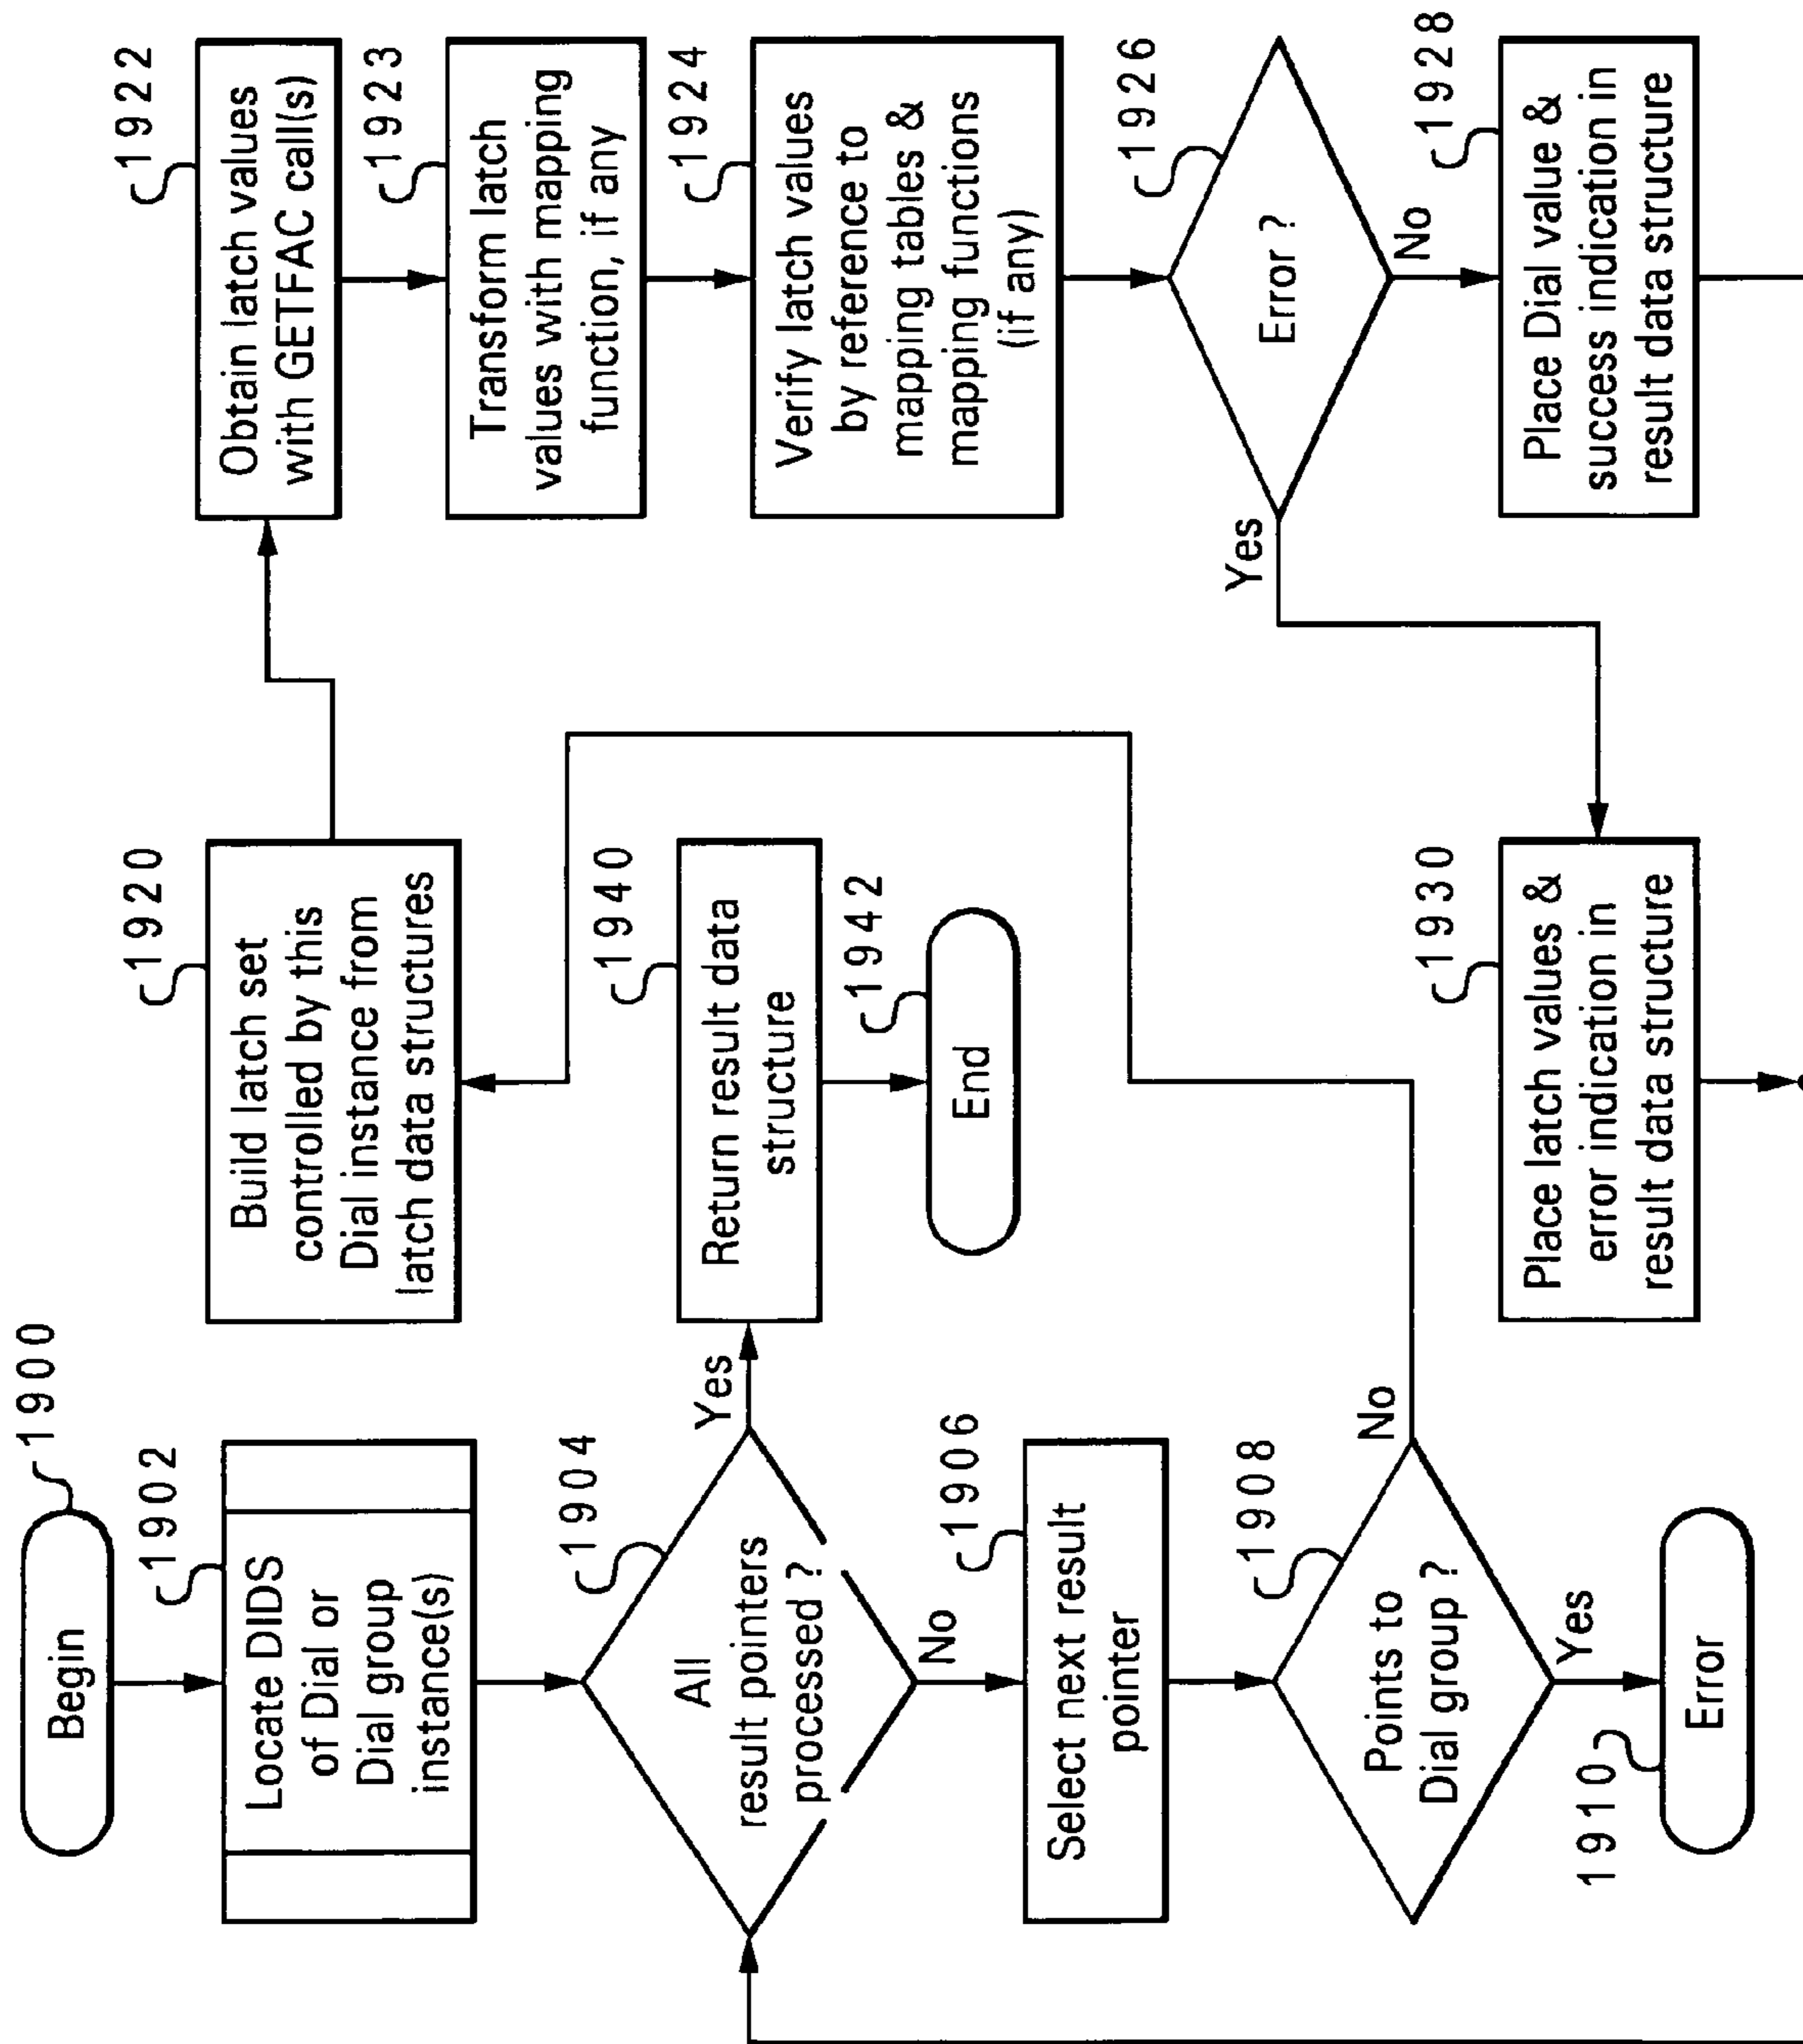 Begin
1900
Locate DIDS
of Dial or
Dial group
instance(s)
1902
All
result pointers
processed ?
1904
Yes
No
Select next result
pointer
1906
Points to
Dial group ?
1908
No
Yes
Error
1910
Build latch set
controlled by this
Dial instance from
latch data structures
1920
Return result data
structure
1940
End
1942
Place latch values &
error indication in
result data structure
1930
Obtain latch values
with GETFAC call(s)
1922
Transform latch
values with mapping
function, if any
1923
Verify latch values
by reference to
mapping tables &
mapping functions
(if any)
1924
Error ?
1926
Yes
No
Place Dial value &
success indication in
result data structure
1928